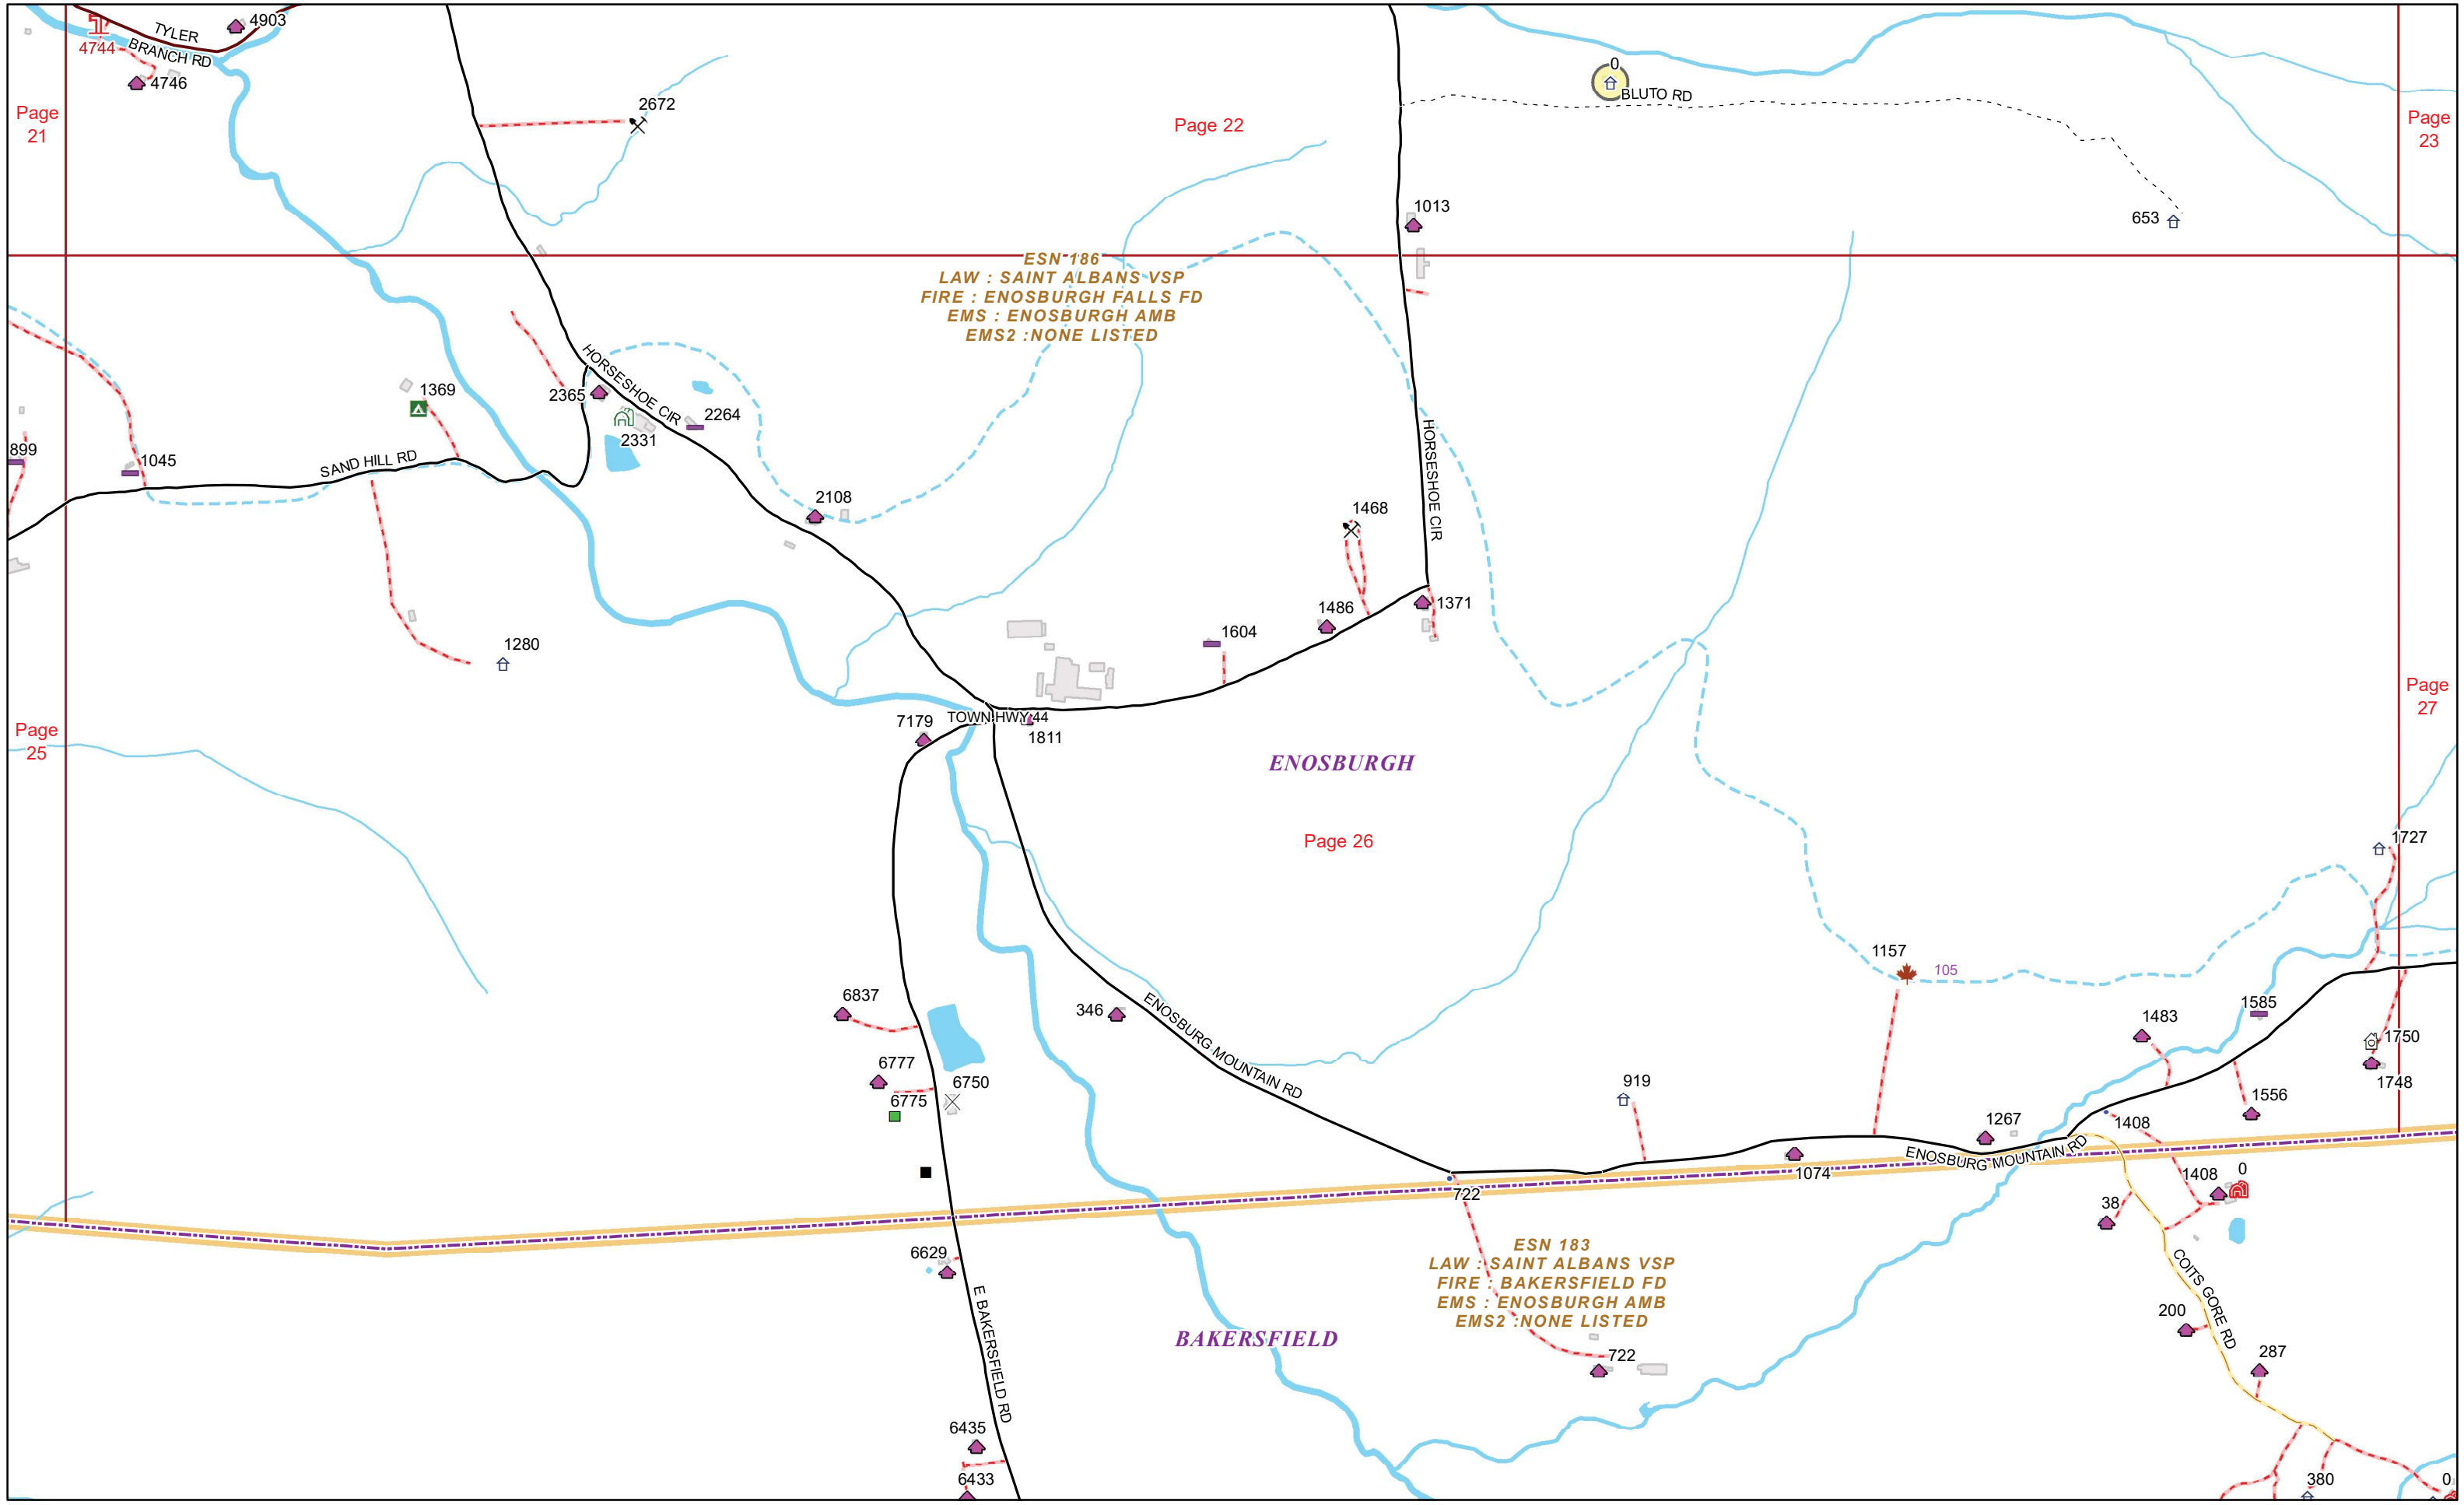 4903
TYLER
BRANCH RD
4744
4746
Page
21
2672
Page 22
0
BLUTO RD
Page
23
1013
653
ESN 186
LAW : SAINT ALBANS VSP
FIRE : ENOSBURGH FALLS FD
EMS : ENOSBURGH AMB
EMS2 :NONE LISTED
HORSESHOE CIR
2365
2264
2331
1369
899
1045
SAND HILL RD
2108
HORSESHOE CIR
1468
1371
1486
1604
1280
7179
TOWN HWY 44
1811
Page
25
ENOSBURGH
Page
27
Page 26
1727
1157
105
6837
346
ENOSBURG MOUNTAIN RD
1585
1483
1750
1748
6777
6750
6775
919
1556
1408
1267
ENOSBURG MOUNTAIN RD
1074
722
1408
0
38
6629
ESN 183
LAW : SAINT ALBANS VSP
FIRE : BAKERSFIELD FD
EMS : ENOSBURGH AMB
EMS2 :NONE LISTED
BAKERSFIELD
COITS GORE RD
200
287
722
E BAKERSFIELD RD
6435
6433
380
0